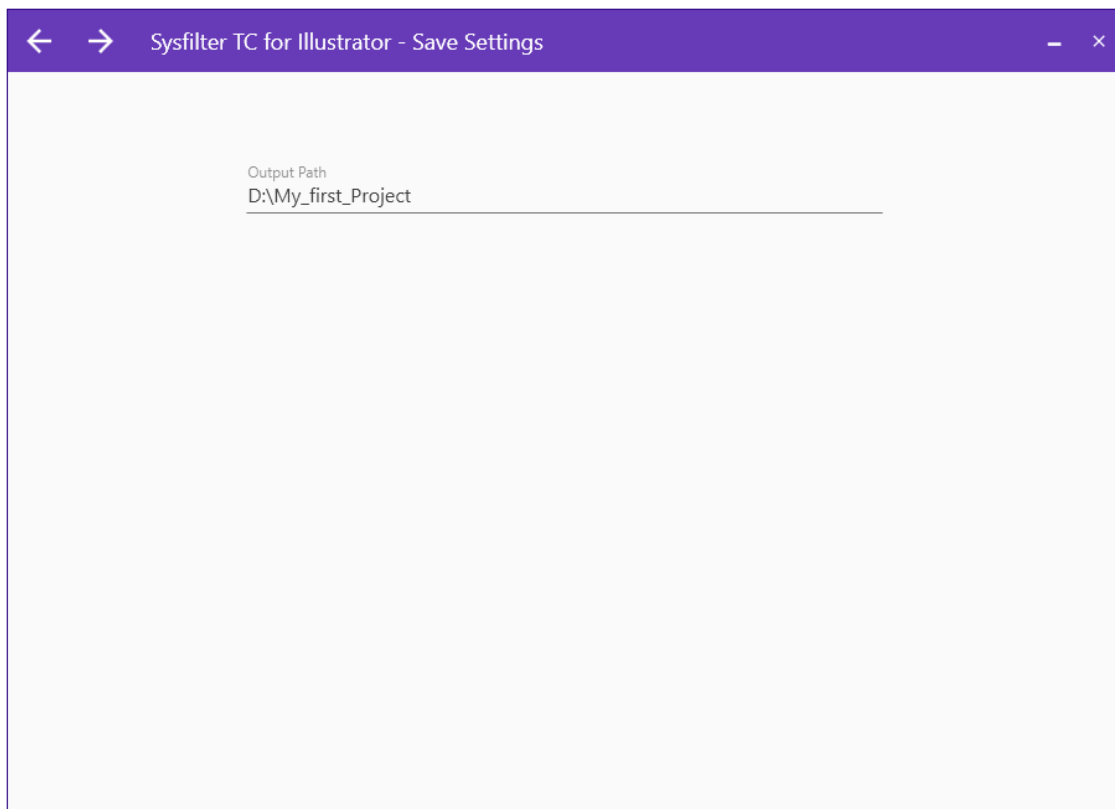 Sysfilter TC for Illustrator - Save Settings
Output Path
D:\My_first_Project